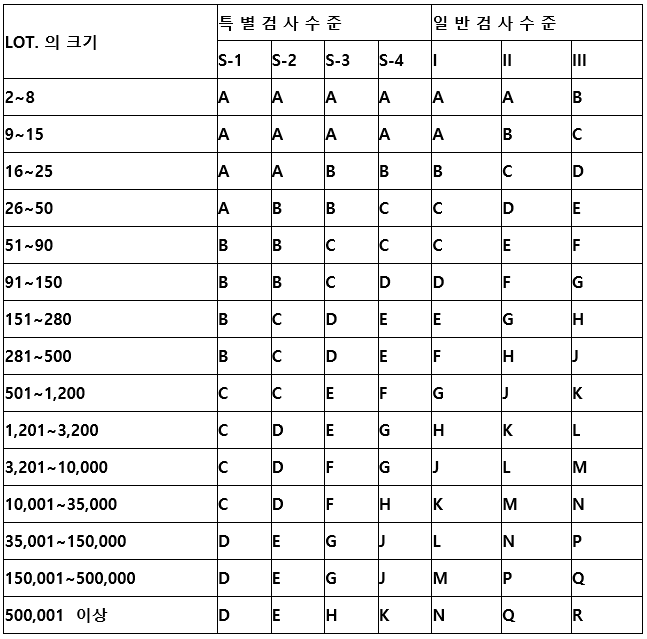 LOT. 의 크기 특 별 검 사 수 준 일 반 검 사 수 준
S-1 S-2 S-3 S-4 I II III
2~8 A A A A A A B
9~15 A A A A A B C
16~25 A A B B B C D
26~50 A B B C C D E
51~90 B B C C C E F
91~150 B B C D D F G
151~280 B C D E E G H
281~500 B C D E F H J
501~1,200 C C E F G J K
1,201~3,200 C D E G H K L
3,201~10,000 C D F G J L M
10,001~35,000 C D F H K M N
35,001~150,000 D E G J L N P
150,001~500,000 D E G J M P Q
500,001 이상 D E H K N Q R